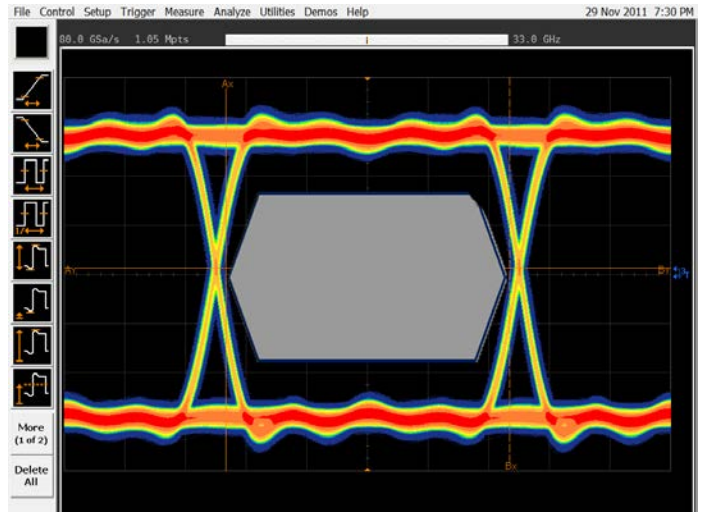 File Control Setup Trigger Measure Analyze Utilities Demos Help 29 Nov 2011 7:30 PM
80.0 GSa/s 1.05 Mpts 33.0 GHz
Ax
1/
AY BY
More
(1 of 2)
Delete
All
Bx